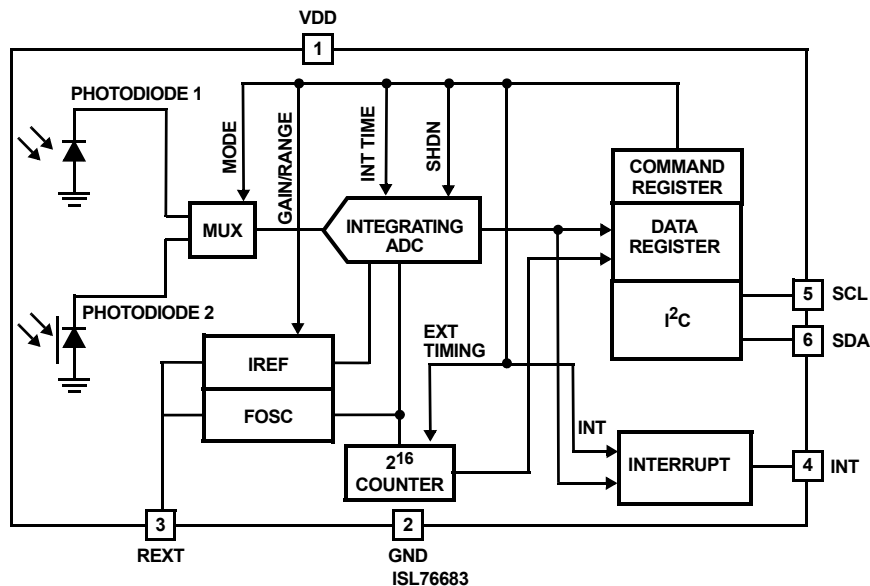 VDD
1
PHOTODIODE 1
MODE
GAIN/RANGE
INT TIME
SHDN
COMMAND
REGISTER
MUX
INTEGRATING
ADC
DATA
REGISTER
PHOTODIODE 2
I²C
5
SCL
6
SDA
IREF
EXT
TIMING
FOSC
INT
2¹⁶
COUNTER
INTERRUPT
4
INT
3
REXT
2
GND
ISL76683